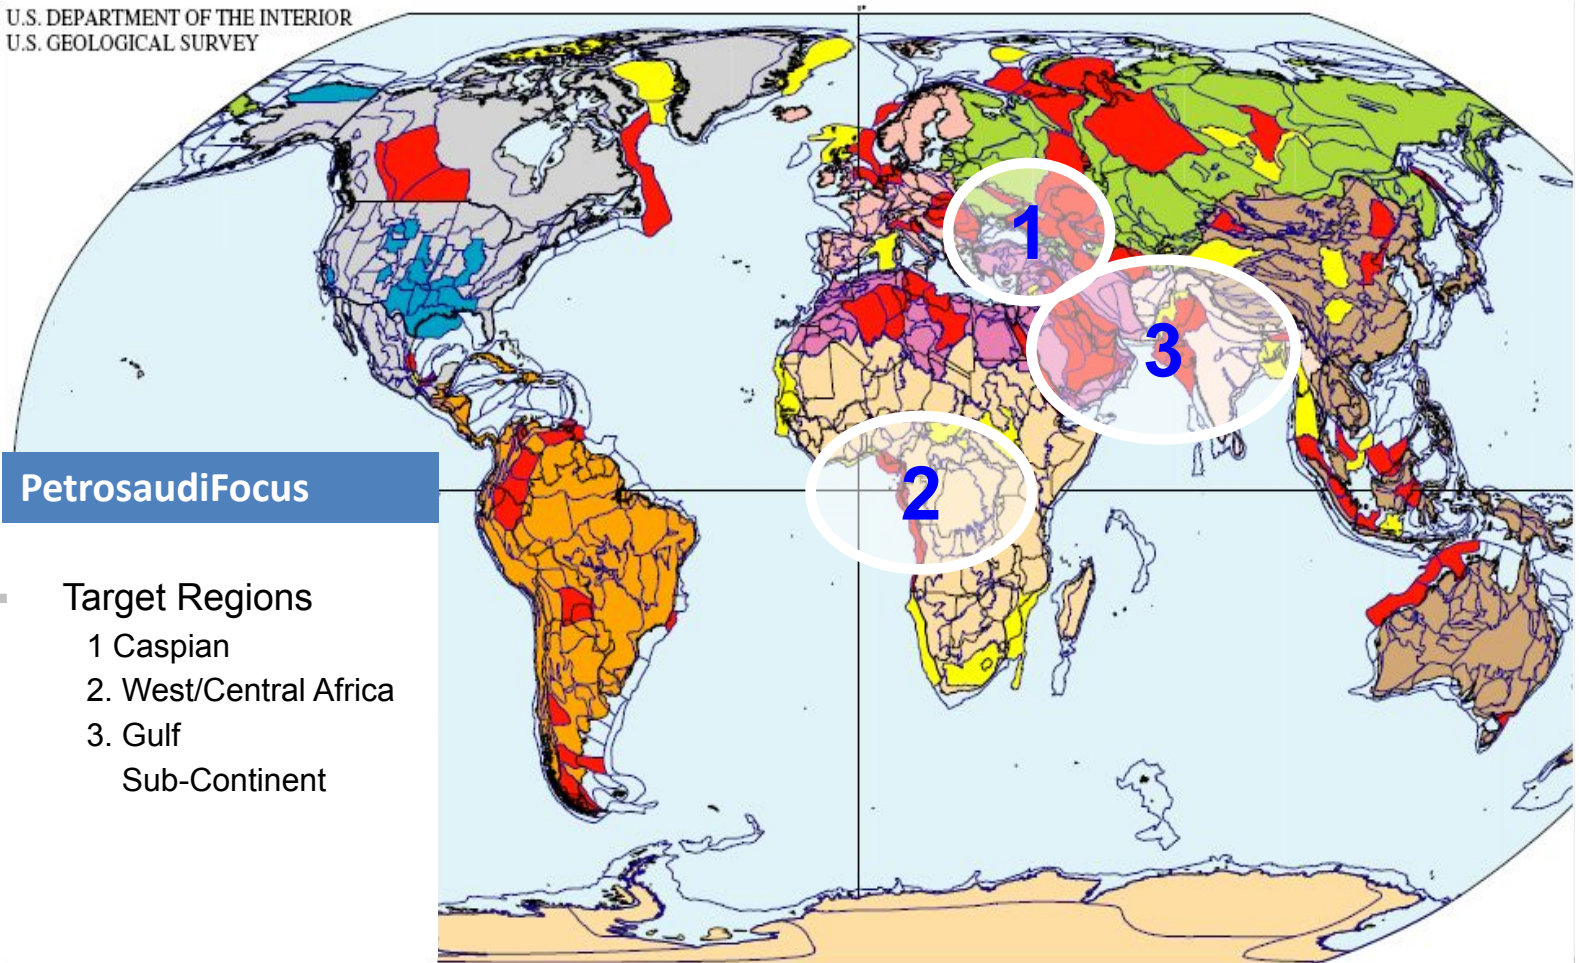 U.S. DEPARTMENT OF THE INTERIOR
U.S. GEOLOGICAL SURVEY
0°
1
3
2
PetrosaudiFocus
Target Regions
1 Caspian
2. West/Central Africa
3. Gulf
Sub-Continent